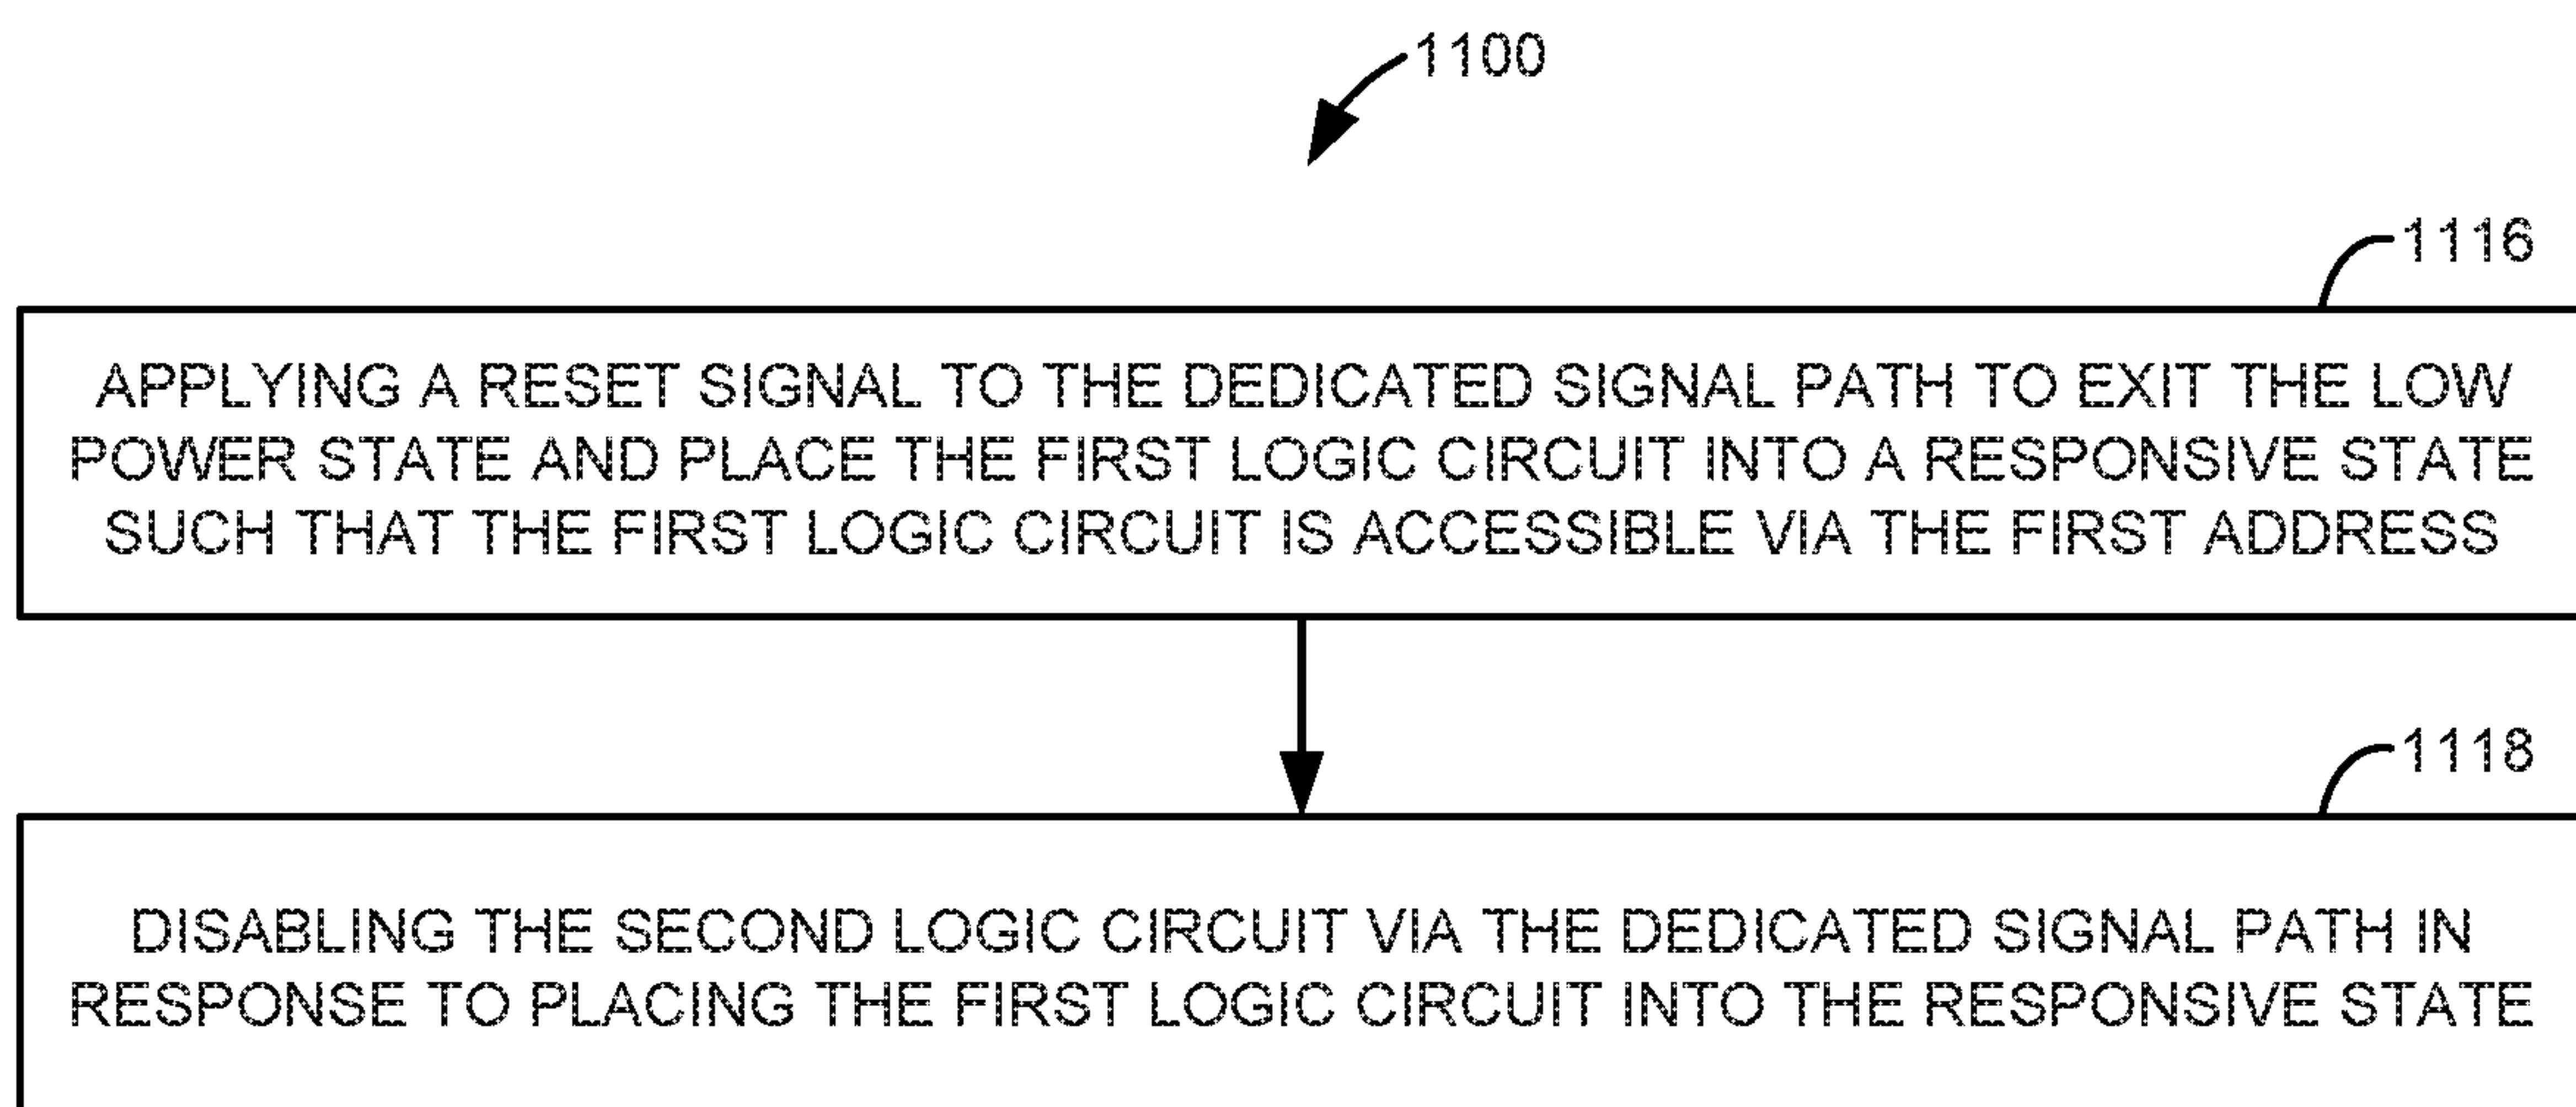 1100
1116
APPLYING A RESET SIGNAL TO THE DEDICATED SIGNAL PATH TO EXIT THE LOW
POWER STATE AND PLACE THE FIRST LOGIC CIRCUIT INTO A RESPONSIVE STATE
SUCH THAT THE FIRST LOGIC CIRCUIT IS ACCESSIBLE VIA THE FIRST ADDRESS
1118
DISABLING THE SECOND LOGIC CIRCUIT VIA THE DEDICATED SIGNAL PATH IN
RESPONSE TO PLACING THE FIRST LOGIC CIRCUIT INTO THE RESPONSIVE STATE